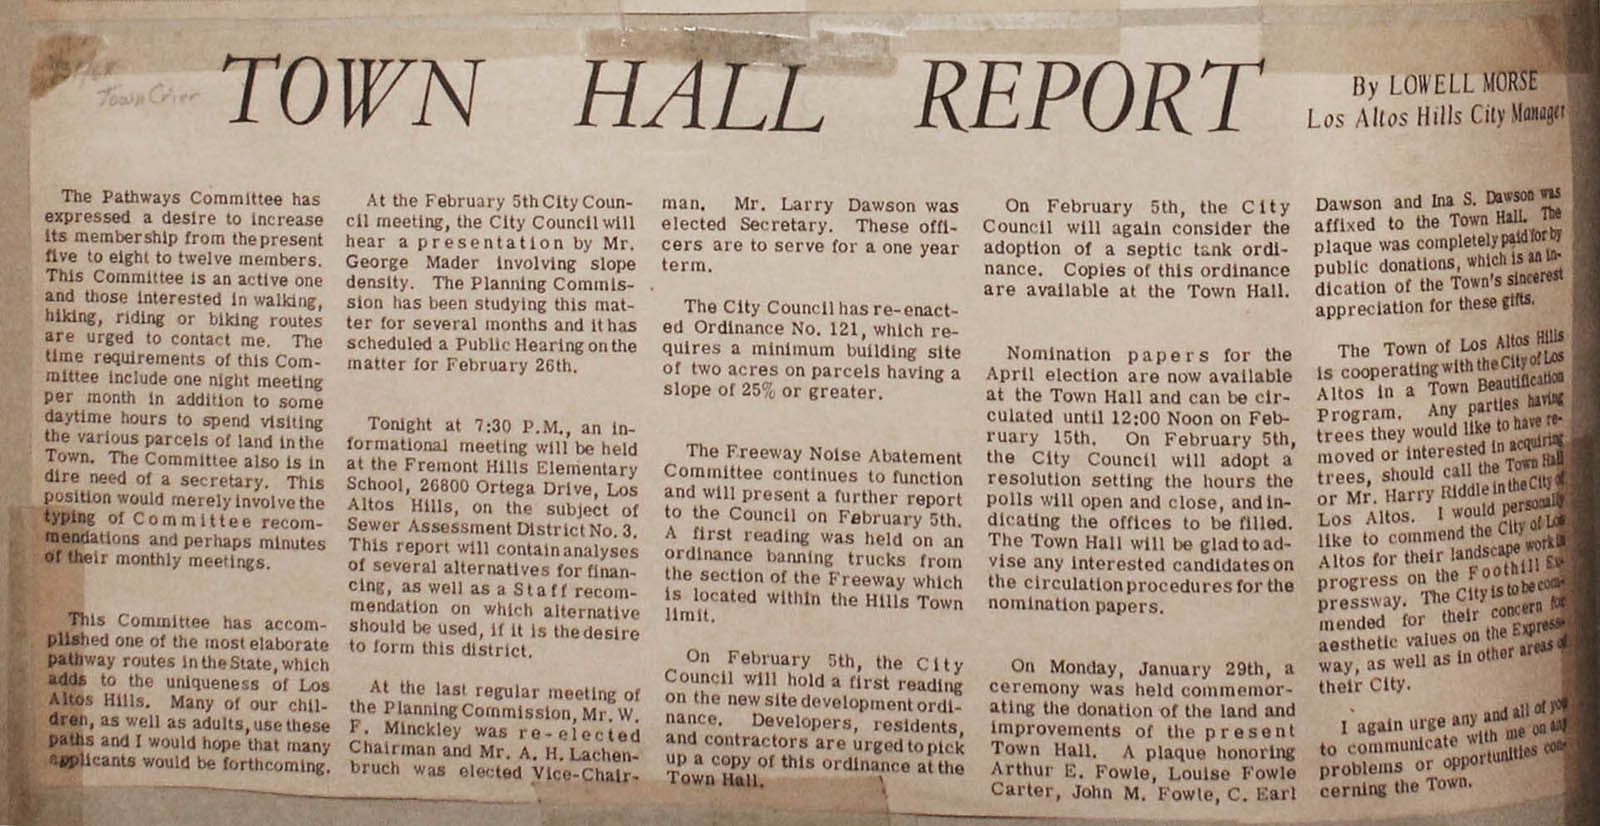 Town Crier
TOWN HALL REPORT
By LOWELL MORSE
Los Altos Hills City Manager
The Pathways Committee has
expressed a desire to increase
its membership from the present
five to eight to twelve members.
This Committee is an active one
and those interested in walking,
hiking, riding or biking routes
are urged to contact me. The
time requirements of this Com-
mittee include one night meeting
per month in addition to some
daytime hours to spend visiting
the various parcels of land in the
Town. The Committee also is in
dire need of a secretary. This
position would merely involve the
typing of Committee recom-
mendations and perhaps minutes
of their monthly meetings.
This Committee has accom-
plished one of the most elaborate
pathway routes in the State, which
adds to the uniqueness of Los
Altos Hills. Many of our chil-
dren, as well as adults, use these
paths and I would hope that many
applicants would be forthcoming.
At the February 5th City Coun-
cil meeting, the City Council will
hear a presentation by Mr.
George Mader involving slope
density. The Planning Commis-
sion has been studying this mat-
ter for several months and it has
scheduled a Public Hearing on the
matter for February 26th.
Tonight at 7:30 P.M., an in-
formational meeting will be held
at the Fremont Hills Elementary
School, 26800 Ortega Drive, Los
Altos Hills, on the subject of
Sewer Assessment District No. 3.
This report will contain analyses
of several alternatives for finan-
cing, as well as a Staff recom-
mendation on which alternative
should be used, if it is the desire
to form this district.
At the last regular meeting of
the Planning Commission, Mr. W.
F. Minckley was re-elected
Chairman and Mr. A. H. Lachen-
bruch was elected Vice-Chair-
man. Mr. Larry Dawson was
elected Secretary. These offi-
cers are to serve for a one year
term.
The City Council has re-enact-
ed Ordinance No. 121, which re-
quires a minimum building site
of two acres on parcels having a
slope of 25% or greater.
The Freeway Noise Abatement
Committee continues to function
and will present a further report
to the Council on February 5th.
A first reading was held on an
ordinance banning trucks from
the section of the Freeway which
is located within the Hills Town
limit.
On February 5th, the City
Council will hold a first reading
on the new site development ordi-
nance. Developers, residents,
and contractors are urged to pick
up a copy of this ordinance at the
Town Hall.
On February 5th, the City
Council will again consider the
adoption of a septic tank ordi-
nance. Copies of this ordinance
are available at the Town Hall.
Nomination papers for the
April election are now available
at the Town Hall and can be cir-
culated until 12:00 Noon on Feb-
ruary 15th. On February 5th,
the City Council will adopt a
resolution setting the hours the
polls will open and close, and in-
dicating the offices to be filled.
The Town Hall will be glad to ad-
vise any interested candidates on
the circulation procedures for the
nomination papers.
On Monday, January 29th, a
ceremony was held commemor-
ating the donation of the land and
improvements of the present
Town Hall. A plaque honoring
Arthur E. Fowle, Louise Fowle
Carter, John M. Fowle, C. Earl
Dawson and Ina S. Dawson was
affixed to the Town Hall. The
plaque was completely paid for by
public donations, which is an in-
dication of the Town's sincerest
appreciation for these gifts.
The Town of Los Altos Hills
is cooperating with the City of Los
Altos in a Town Beautification
Program. Any parties having
trees they would like to have re-
moved or interested in acquiring
trees, should call the Town Hall
or Mr. Harry Riddle in the City of
Los Altos. I would personally
like to commend the City of Los
Altos for their landscape work in
progress on the Foothill Ex-
pressway. The City is to be com-
mended for their concern for
aesthetic values on the Express-
way, as well as in other areas of
their City.
I again urge any and all of you
to communicate with me on any
problems or opportunities con-
cerning the Town.